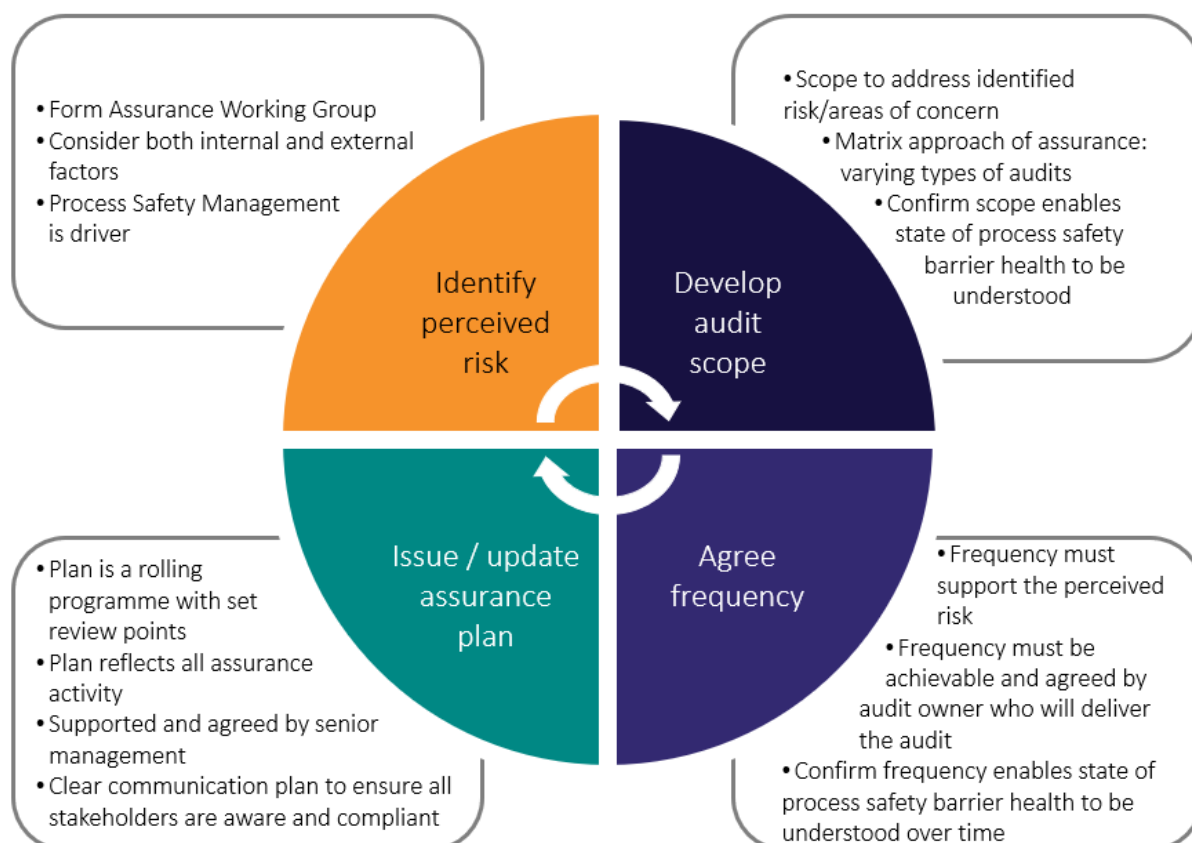 • Form Assurance Working Group
• Consider both internal and external
factors
• Process Safety Management
is driver
• Scope to address identified
risk/areas of concern
• Matrix approach of assurance:
varying types of audits
• Confirm scope enables
state of process safety
barrier health to be
understood
Identify
perceived
risk
Develop
audit
scope
Issue / update
assurance
plan
Agree
frequency
• Plan is a rolling
programme with set
review points
• Plan reflects all assurance
activity
• Supported and agreed by senior
management
• Clear communication plan to ensure all
stakeholders are aware and compliant
• Frequency must
support the perceived
risk
• Frequency must be
achievable and agreed by
audit owner who will deliver
the audit
• Confirm frequency enables state of
process safety barrier health to be
understood over time